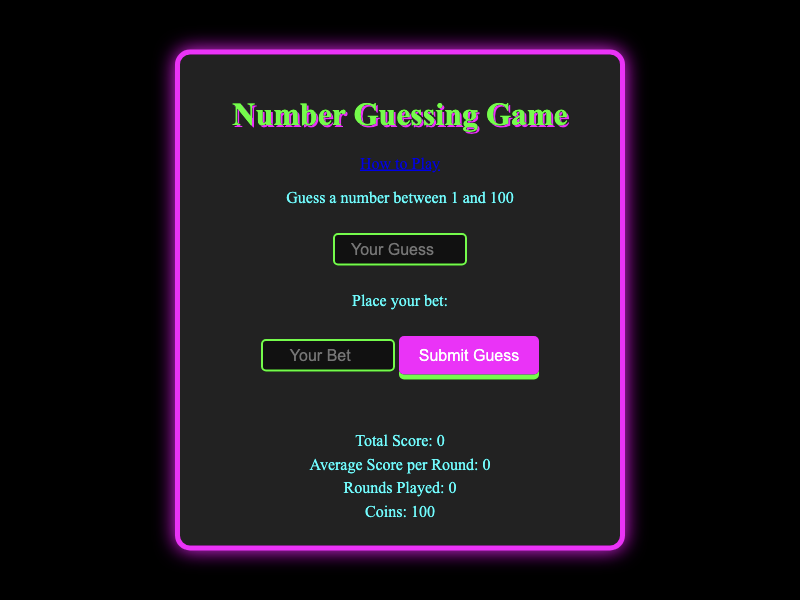 Number Guessing Game
How to Play
Guess a number between 1 and 100
Your Guess
Place your bet:
Your Bet Submit Guess
Total Score: 0
Average Score per Round: 0
Rounds Played: 0
Coins: 100